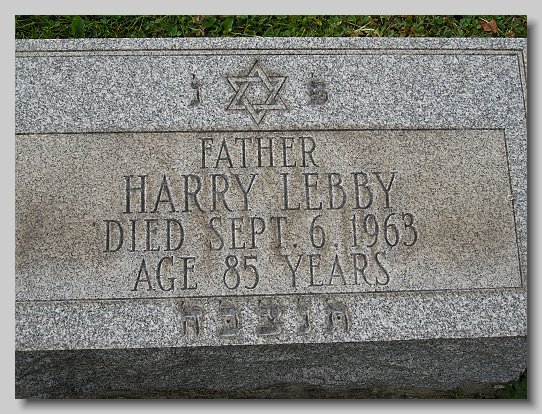 פ נ
FATHER
HARRY LEBBY
DIED SEPT. 6, 1963
AGE 85 YEARS
תנצבה